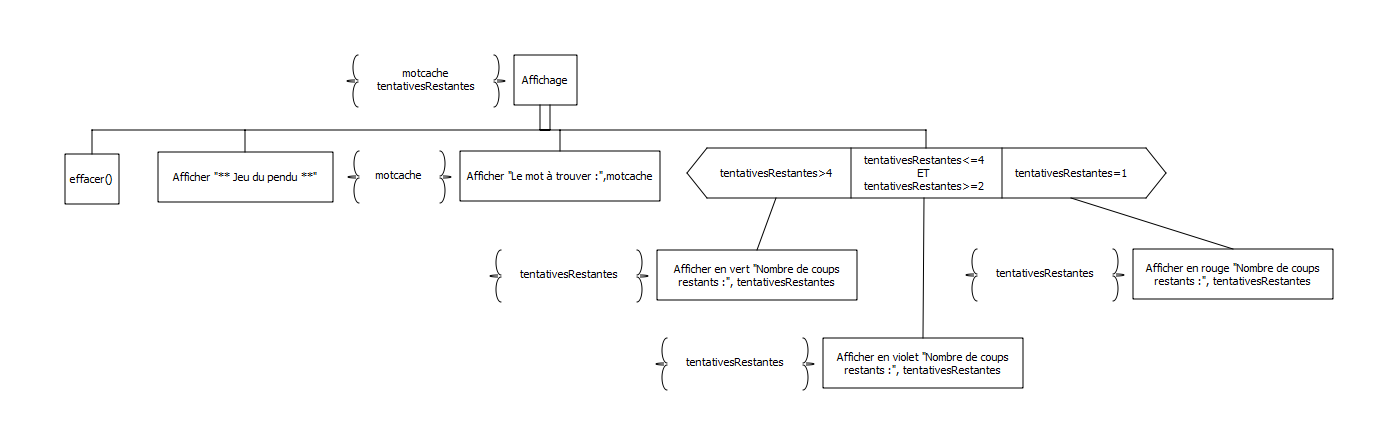 motcache
tentativesRestantes
Affichage
effacer()
Afficher "** Jeu du pendu **"
motcache
Afficher "Le mot à trouver :",motcache
tentativesRestantes>4
tentativesRestantes<=4
ET
tentativesRestantes>=2
tentativesRestantes=1
tentativesRestantes
Afficher en vert "Nombre de coups
restants :", tentativesRestantes
tentativesRestantes
Afficher en rouge "Nombre de coups
restants :", tentativesRestantes
tentativesRestantes
Afficher en violet "Nombre de coups
restants :", tentativesRestantes